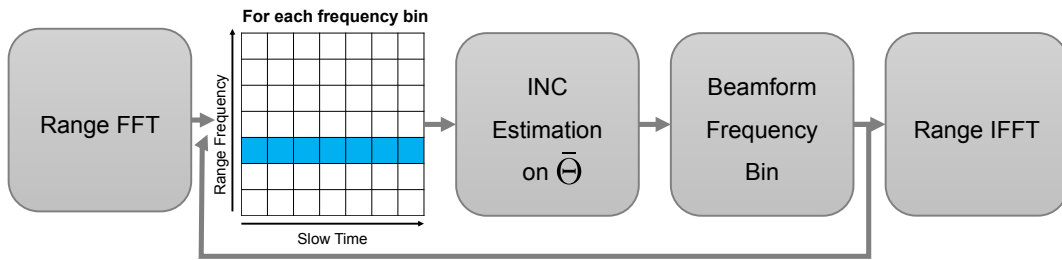 Range FFT
For each frequency bin
Range Frequency
Slow Time
INC
Estimation
on Θ̄
Beamform
Frequency
Bin
Range IFFT